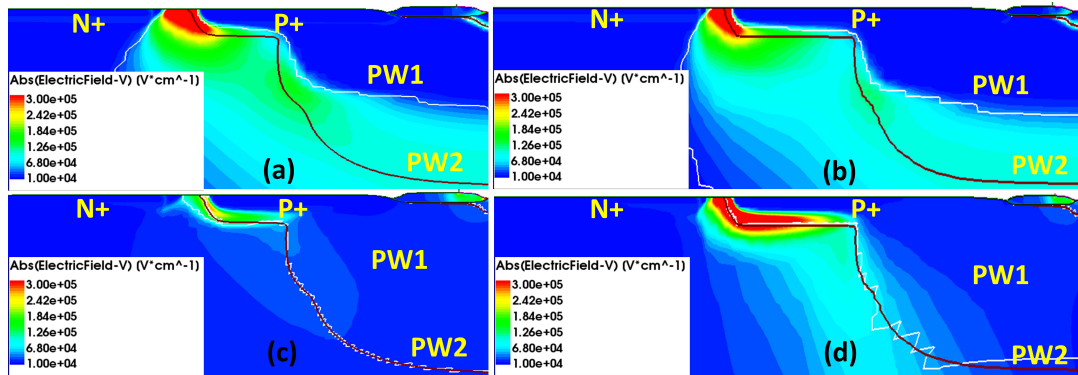 N+ P+
PW1
Abs(ElectricField-V) (V*cm^-1)
3.00e+05
2.42e+05
1.84e+05
1.26e+05
6.80e+04
1.00e+04
PW2
(a)
N+ P+
PW1
Abs(ElectricField-V) (V*cm^-1)
3.00e+05
2.42e+05
1.84e+05
1.26e+05
6.80e+04
1.00e+04
PW2
(b)
N+ P+
PW1
Abs(ElectricField-V) (V*cm^-1)
3.00e+05
2.42e+05
1.84e+05
1.26e+05
6.80e+04
1.00e+04
PW2
(c)
N+ P+
PW1
Abs(ElectricField-V) (V*cm^-1)
3.00e+05
2.42e+05
1.84e+05
1.26e+05
6.80e+04
1.00e+04
PW2
(d)